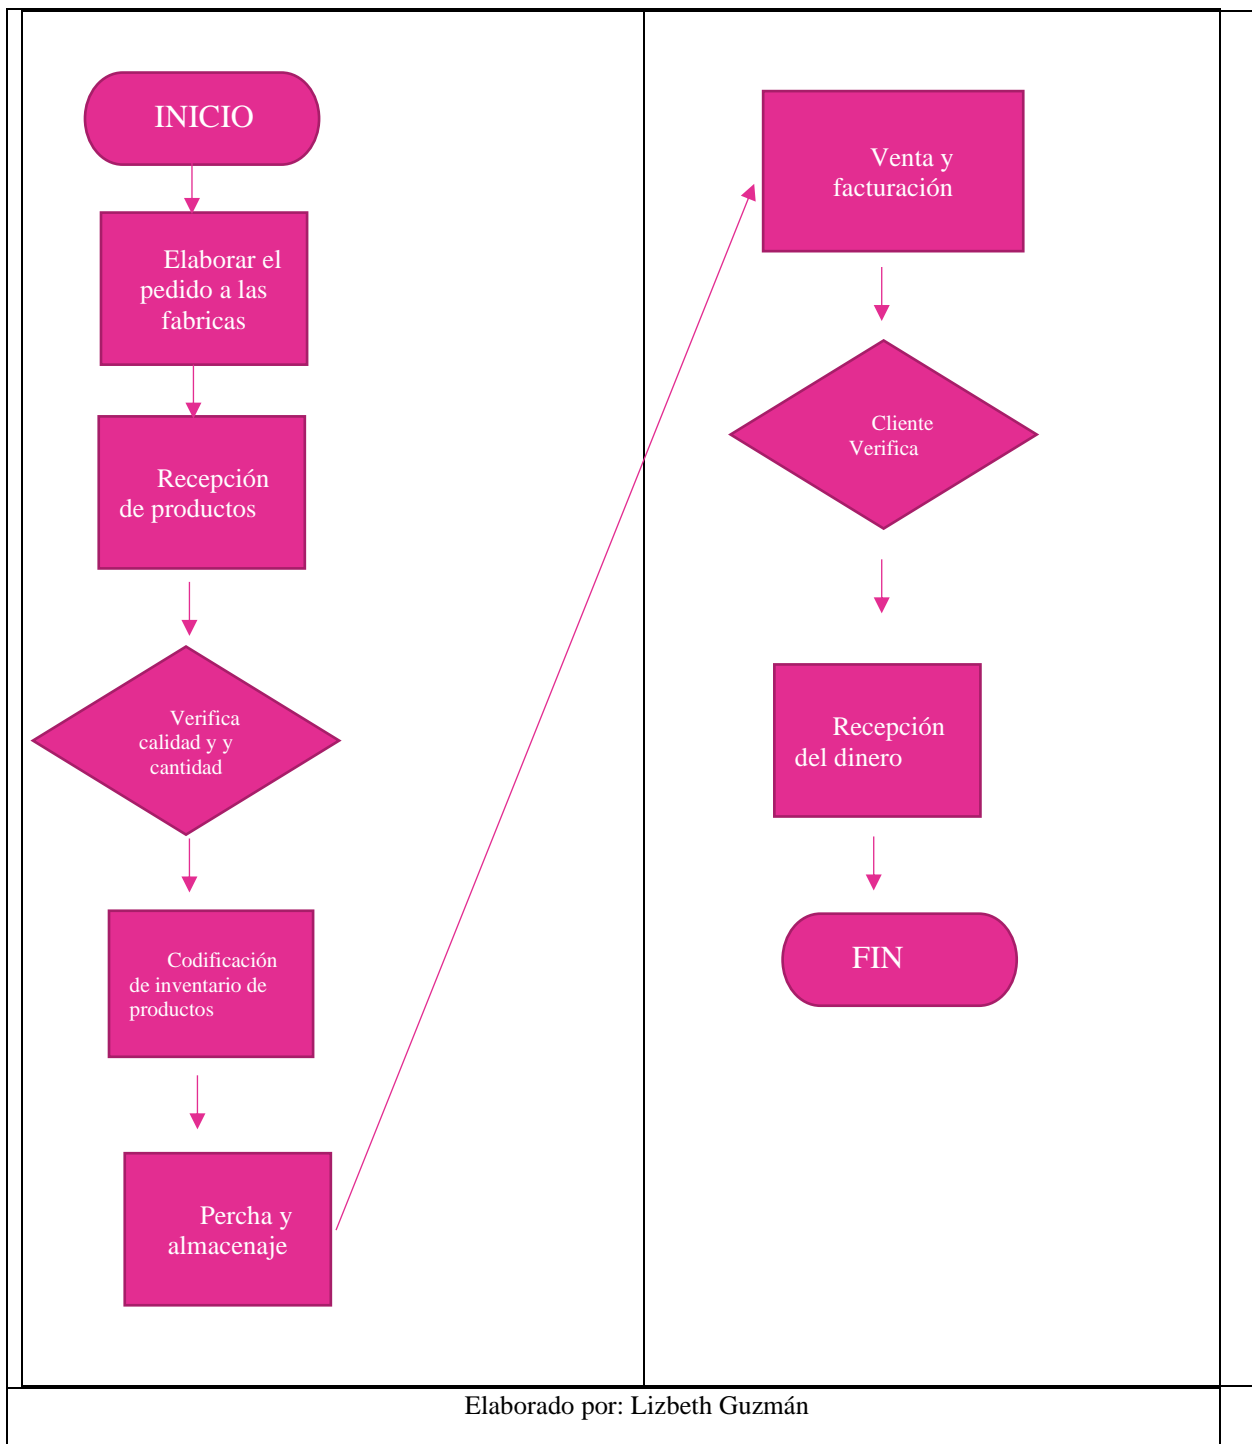 INICIO
Elaborar el
pedido a las
fabricas
Recepción
de productos
Verifica
calidad y y
cantidad
Codificación
de inventario de
productos
Percha y
almacenaje
Venta y
facturación
Cliente
Verifica
Recepción
del dinero
FIN
Elaborado por: Lizbeth Guzmán